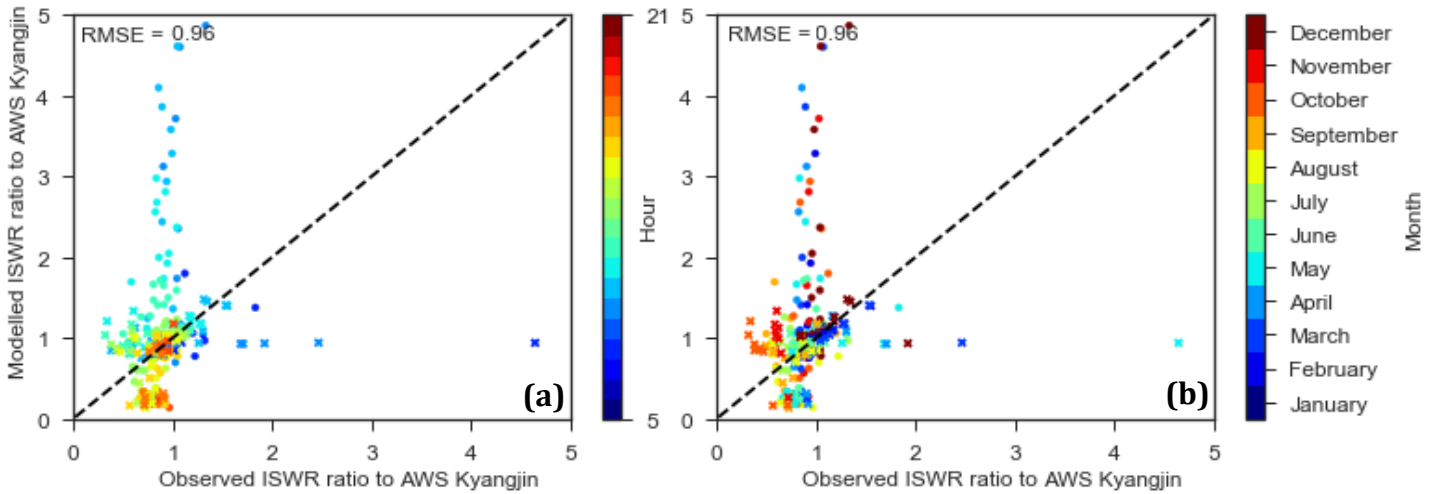 Modelled ISWR ratio to AWS Kyangjin
5
4
3
2
1
0
RMSE = 0.96
(a)
0 1 2 3 4 5
Observed ISWR ratio to AWS Kyangjin
21
5
Hour
5
4
3
2
1
0
RMSE = 0.96
(b)
0 1 2 3 4 5
Observed ISWR ratio to AWS Kyangjin
December
November
October
September
August
July
June
May
April
March
February
January
Month